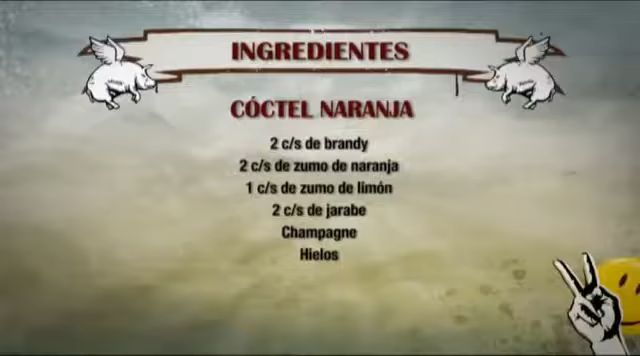 INGREDIENTES
CÓCTEL NARANJA
2 c/s de brandy
2 c/s de zumo de naranja
1 c/s de zumo de limón
2 c/s de jarabe
Champagne
Hielos